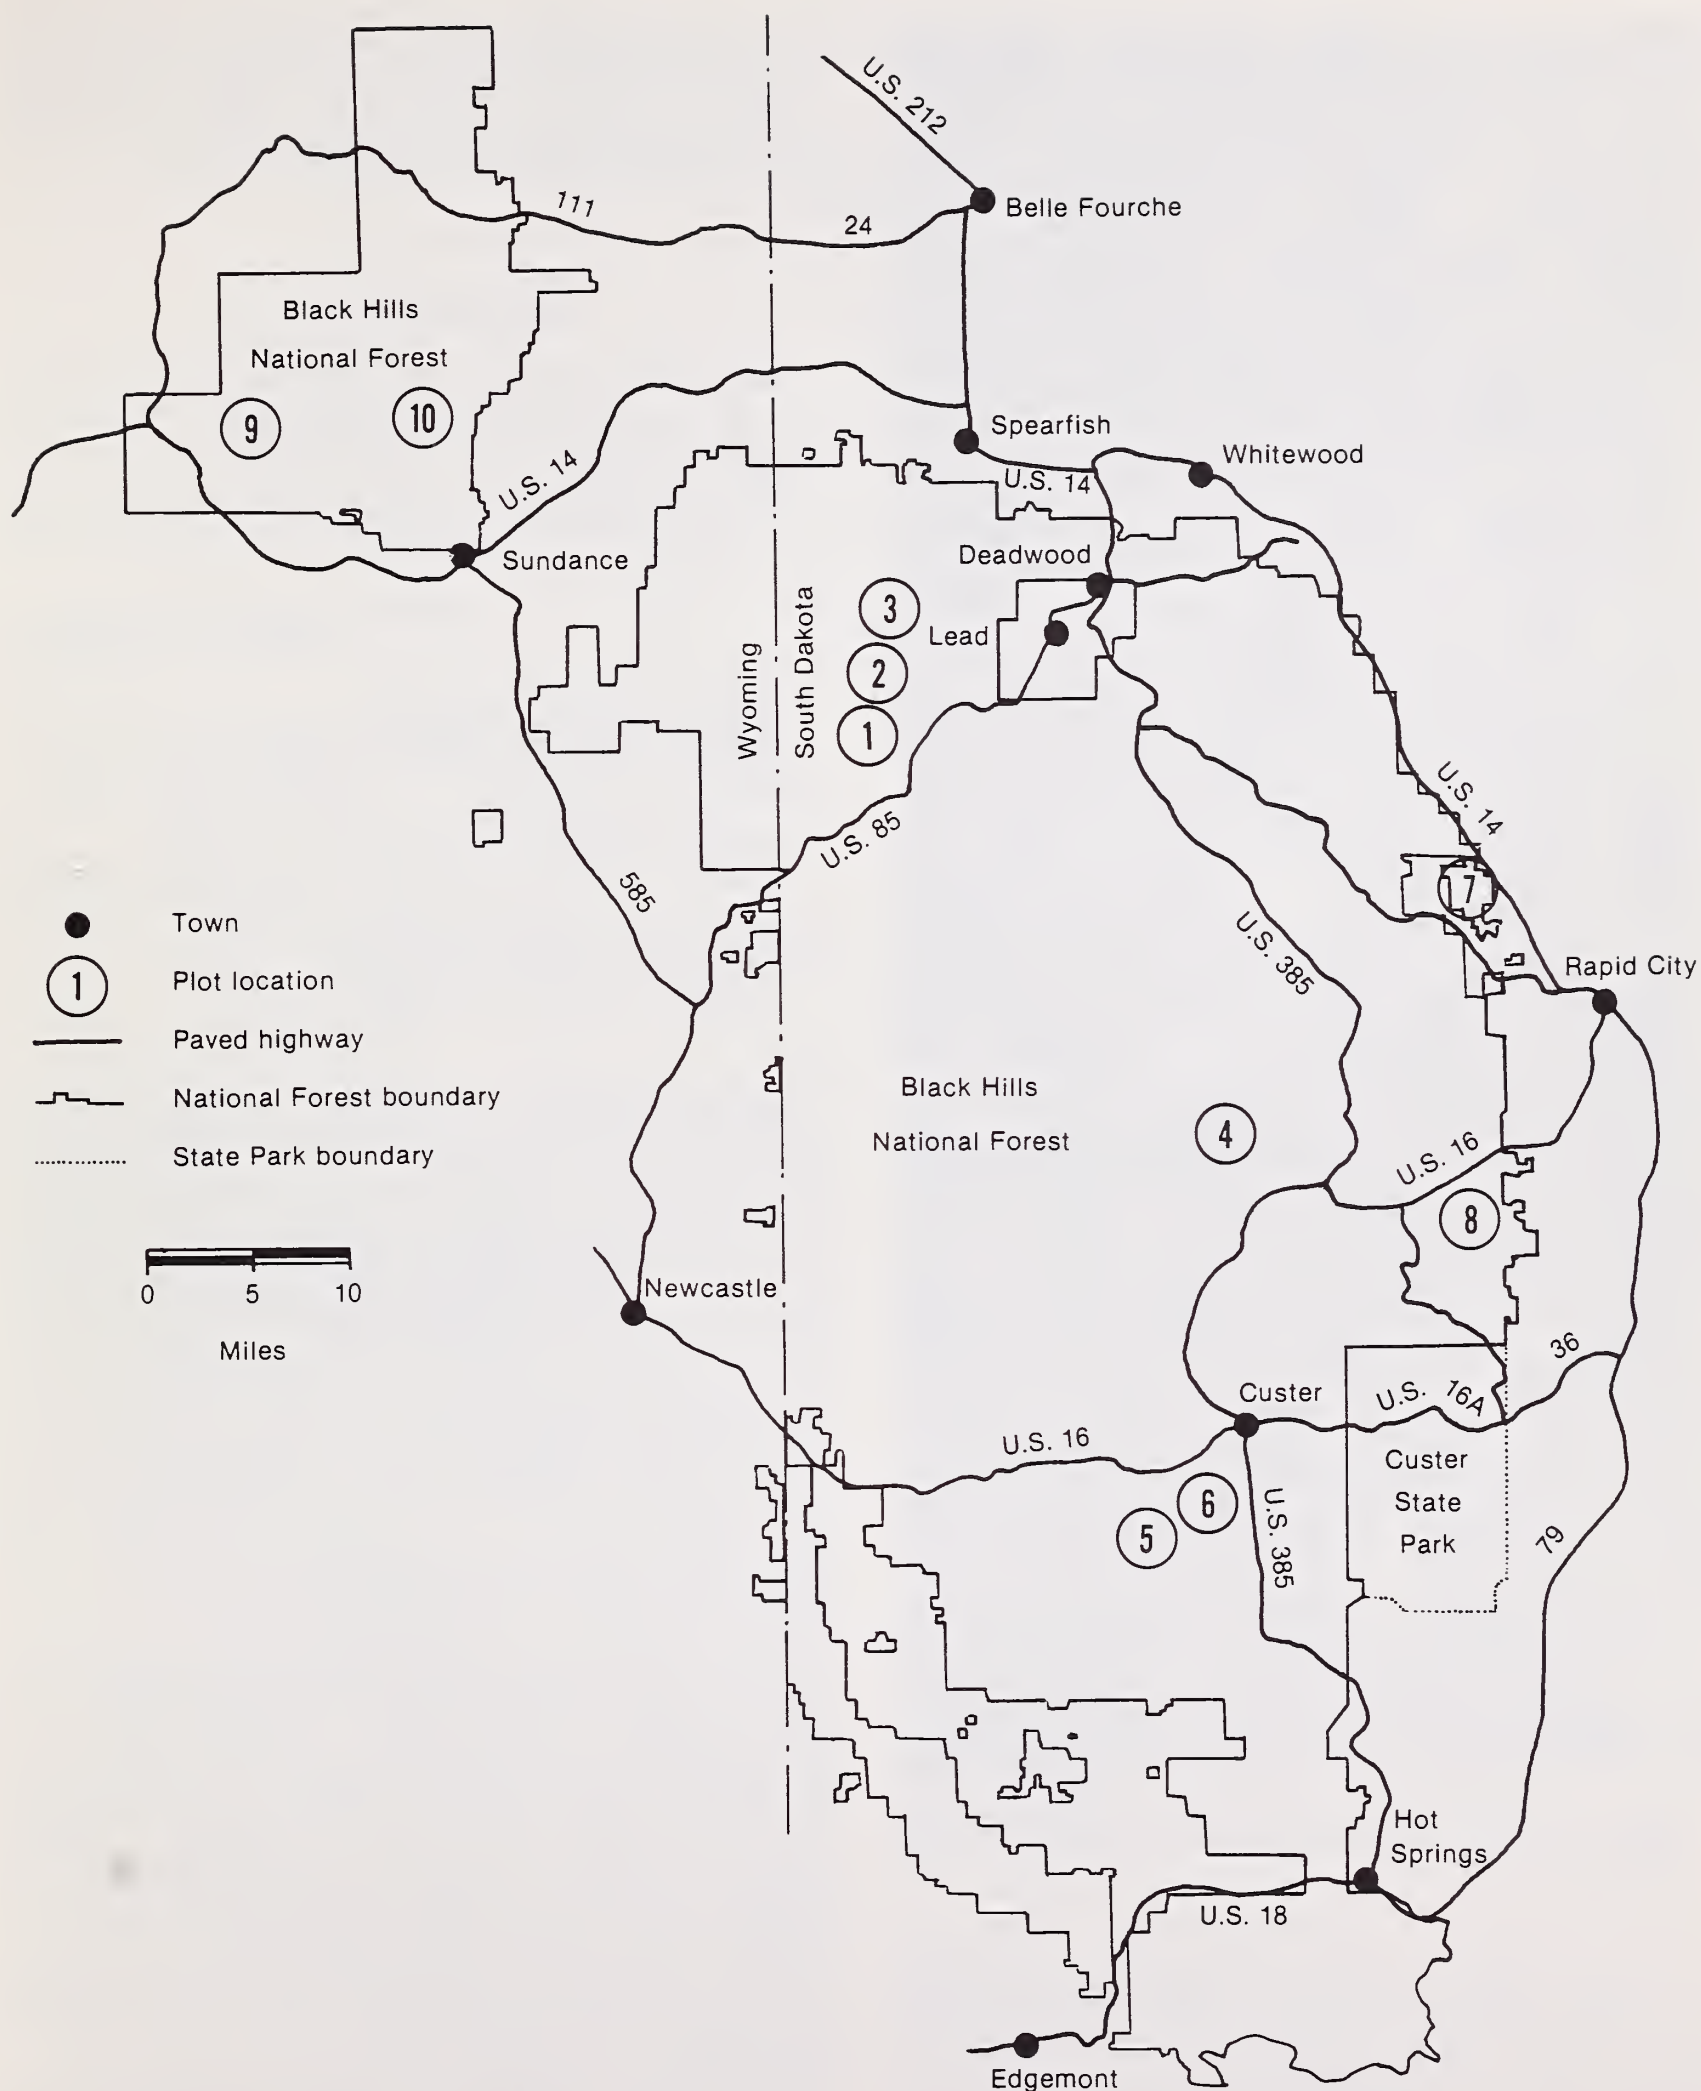 U.S. 212
Belle Fourche
111
24
Black Hills
National Forest
9
10
Spearfish
Whitewood
U.S. 14
U.S. 14
Sundance
Deadwood
3
Lead
2
1
Wyoming
South Dakota
U.S. 14
U.S. 85
585
7
U.S. 385
Rapid City
Town
1 Plot location
Paved highway
National Forest boundary
State Park boundary
Black Hills
National Forest
4
U.S. 16
8
0 5 10
Miles
Newcastle
36
Custer
U.S. 16A
U.S. 16
Custer
State
Park
6
5
U.S. 385
79
Hot
Springs
U.S. 18
Edgemont